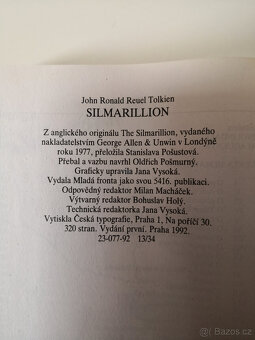 John Ronald Reuel Tolkien
SILMARILLION
Z anglického originálu The Silmarillion, vydaného
nakladatelstvím George Allen & Unwin v Londýně
roku 1977, přeložila Stanislava Pošustová.
Přebal a vazbu navrhl Oldřich Pošmurný.
Graficky upravila Jana Vysoká.
Vydala Mladá fronta jako svou 5416. publikaci.
Odpovědný redaktor Milan Macháček.
Výtvarný redaktor Bohuslav Holý.
Technická redaktorka Jana Vysoká.
Vytiskla Česká typografie, Praha 1, Na poříčí 30.
320 stran. Vydání první. Praha 1992.
23-077-92 13/34
Sbazar.cz